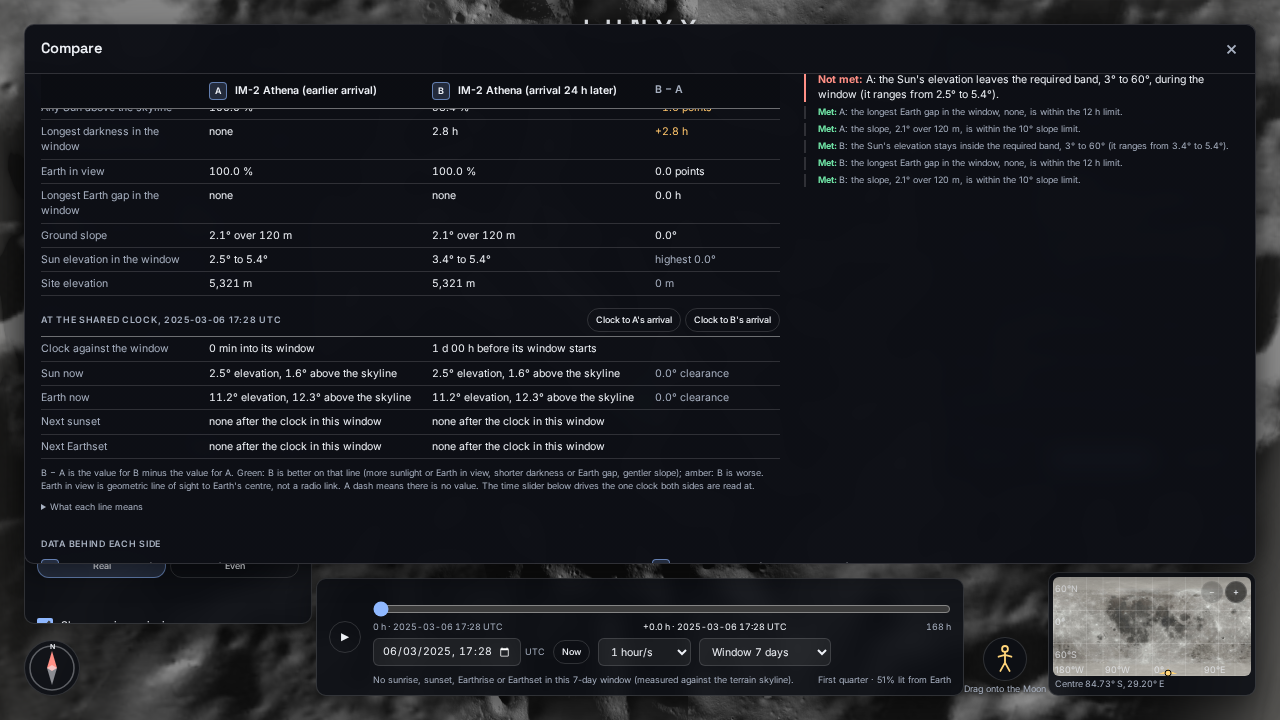 Compare
×
A IM-2 Athena (earlier arrival) B IM-2 Athena (arrival 24 h later) B − A
Longest darkness in the window none 2.8 h +2.8 h
Earth in view 100.0 % 100.0 % 0.0 points
Longest Earth gap in the window none none 0.0 h
Ground slope 2.1° over 120 m 2.1° over 120 m 0.0°
Sun elevation in the window 2.5° to 5.4° 3.4° to 5.4° highest 0.0°
Site elevation 5,321 m 5,321 m 0 m
AT THE SHARED CLOCK, 2025-03-06 17:28 UTC Clock to A's arrival Clock to B's arrival
Clock against the window 0 min into its window 1 d 00 h before its window starts
Sun now 2.5° elevation, 1.6° above the skyline 2.5° elevation, 1.6° above the skyline 0.0° clearance
Earth now 11.2° elevation, 12.3° above the skyline 11.2° elevation, 12.3° above the skyline 0.0° clearance
Next sunset none after the clock in this window none after the clock in this window
Next Earthset none after the clock in this window none after the clock in this window
B − A is the value for B minus the value for A. Green: B is better on that line (more sunlight or Earth in view, shorter darkness or Earth gap, gentler slope); amber: B is worse.
Earth in view is geometric line of sight to Earth's centre, not a radio link. A dash means there is no value. The time slider below drives the one clock both sides are read at.
What each line means
DATA BEHIND EACH SIDE
Not met: A: the Sun's elevation leaves the required band, 3° to 60°, during the
window (it ranges from 2.5° to 5.4°).
Met: A: the longest Earth gap in the window, none, is within the 12 h limit.
Met: A: the slope, 2.1° over 120 m, is within the 10° slope limit.
Met: B: the Sun's elevation stays inside the required band, 3° to 60° (it ranges from 3.4° to 5.4°).
Met: B: the longest Earth gap in the window, none, is within the 12 h limit.
Met: B: the slope, 2.1° over 120 m, is within the 10° slope limit.
Real Even
N
0 h · 2025-03-06 17:28 UTC +0.0 h · 2025-03-06 17:28 UTC 168 h
06/03/2025, 17:28 UTC Now 1 hour/s Window 7 days
No sunrise, sunset, Earthrise or Earthset in this 7-day window (measured against the terrain skyline). First quarter · 51% lit from Earth
Drag onto the Moon
60°N − +
0°
60°S
180°W 90°W 0° 90°E
Centre 84.73° S, 29.20° E